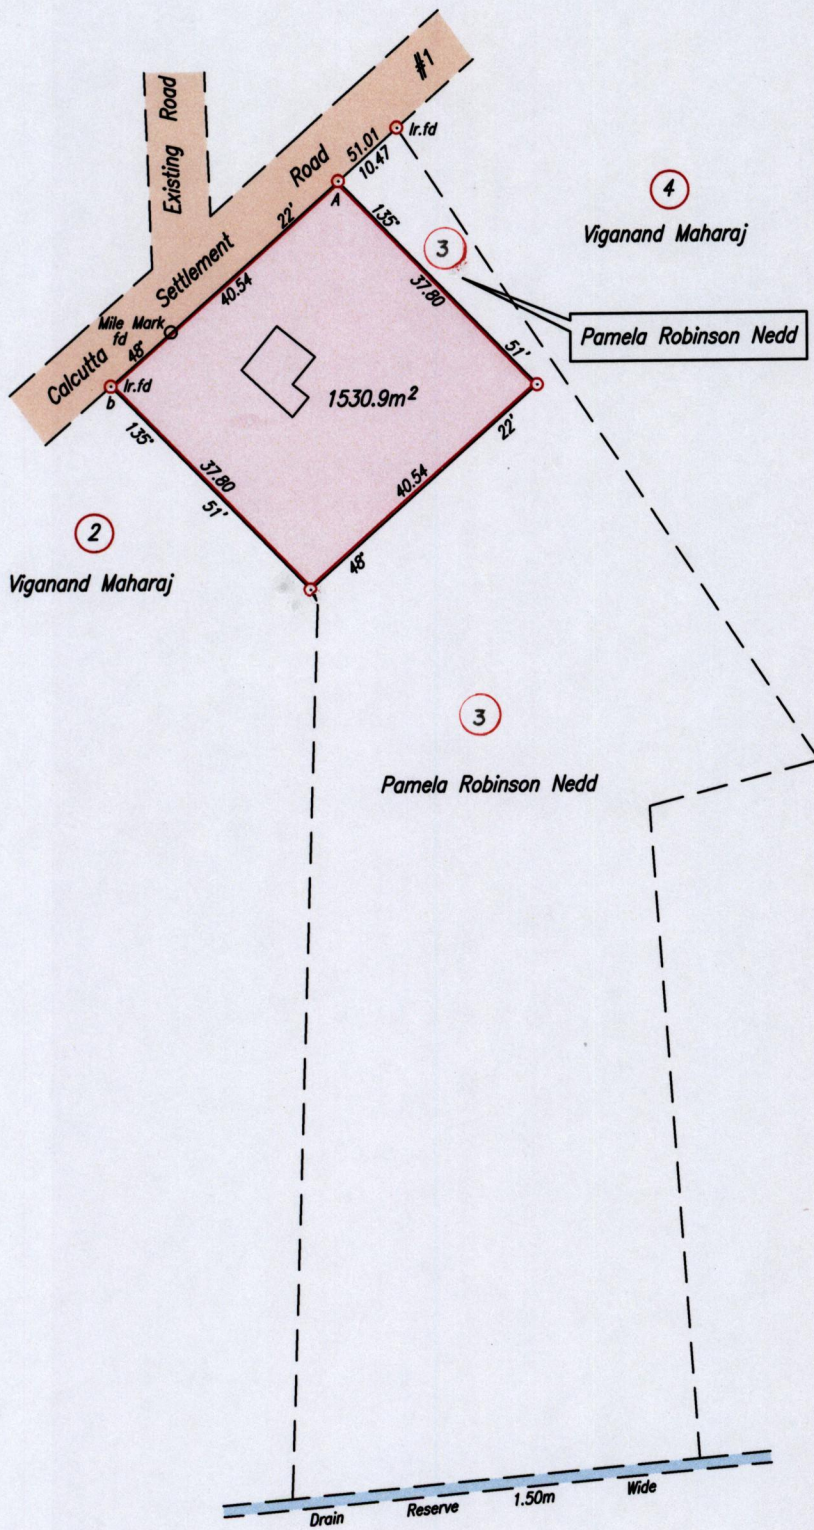 #1
Existing Road
Calcutta Settlement Road
Ir.fd
51.01
10.47
A
22'
135°
3
4
Viganand Maharaj
40.54
37.80
Mile Mark
fd
48°
Pamela Robinson Nedd
51'
b
Ir.fd
1530.9m²
22'
135°
37.80
51'
40.54
48°
2
Viganand Maharaj
3
Pamela Robinson Nedd
Drain Reserve 1.50m Wide